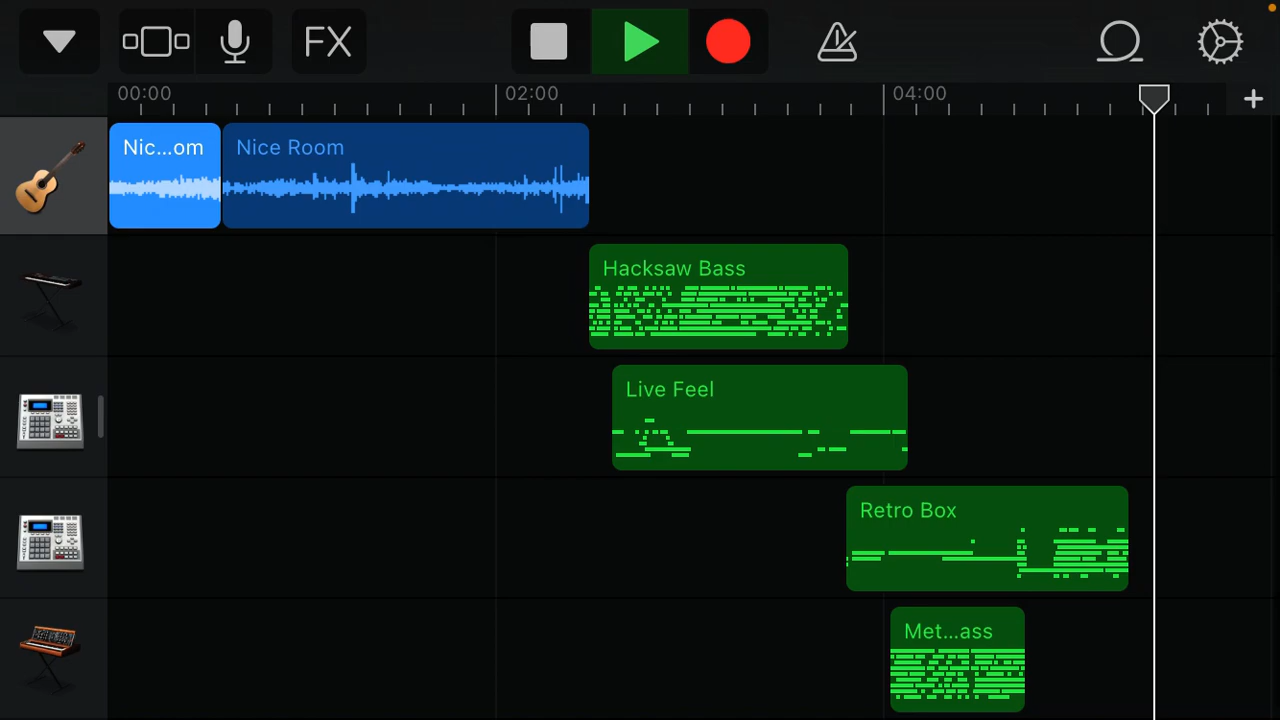 FX
00:00
02:00
04:00
Nic...om
Nice Room
Hacksaw Bass
Live Feel
Retro Box
Met...ass